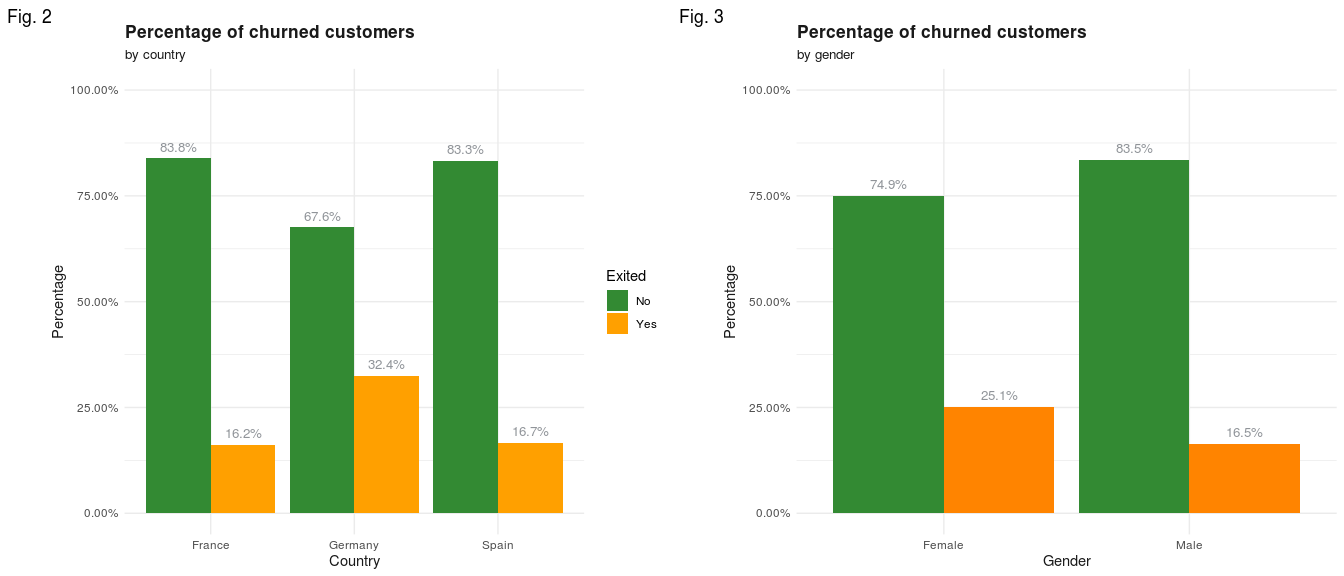 Fig. 2
Percentage of churned customers
by country
100.00%
75.00%
50.00%
25.00%
0.00%
Percentage
83.8%
16.2%
67.6%
32.4%
83.3%
16.7%
France
Germany
Spain
Country
Exited
No
Yes
Fig. 3
Percentage of churned customers
by gender
100.00%
75.00%
50.00%
25.00%
0.00%
Percentage
74.9%
25.1%
83.5%
16.5%
Female
Male
Gender